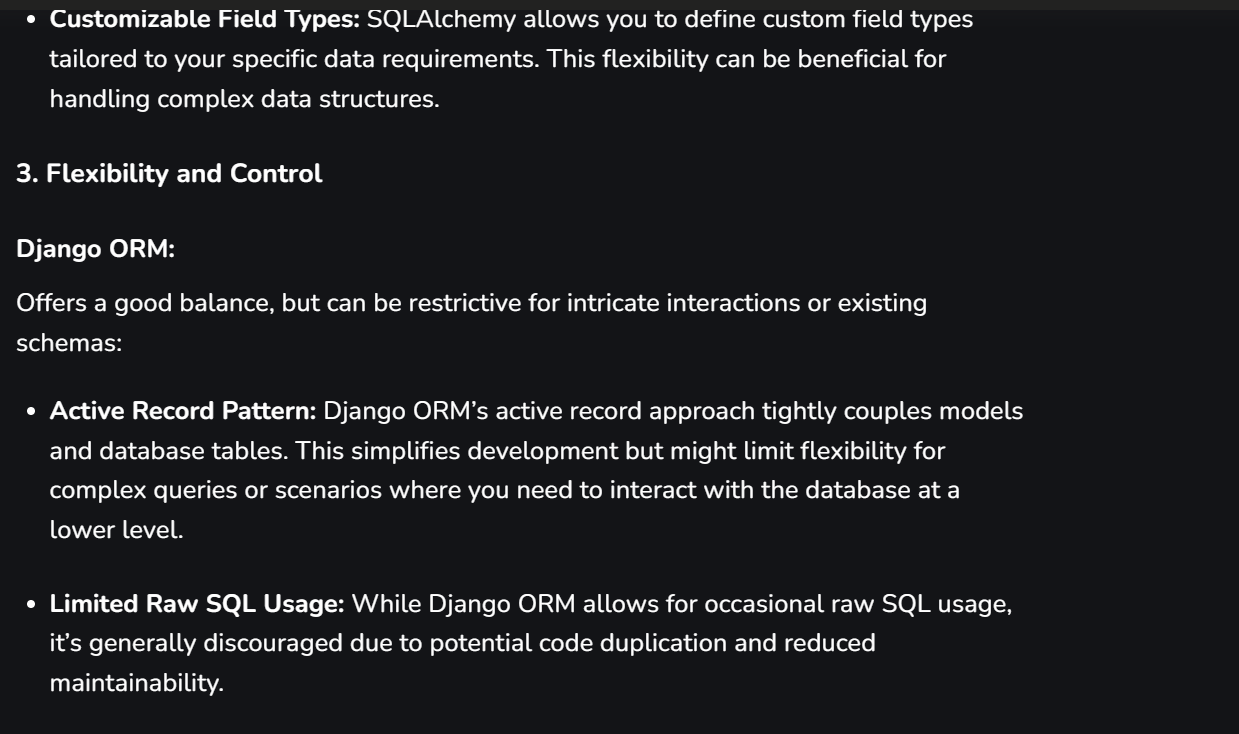 • Customizable Field Types: SQLAlchemy allows you to define custom field types
tailored to your specific data requirements. This flexibility can be beneficial for
handling complex data structures.
3. Flexibility and Control
Django ORM:
Offers a good balance, but can be restrictive for intricate interactions or existing
schemas:
• Active Record Pattern: Django ORM’s active record approach tightly couples models
and database tables. This simplifies development but might limit flexibility for
complex queries or scenarios where you need to interact with the database at a
lower level.
• Limited Raw SQL Usage: While Django ORM allows for occasional raw SQL usage,
it’s generally discouraged due to potential code duplication and reduced
maintainability.